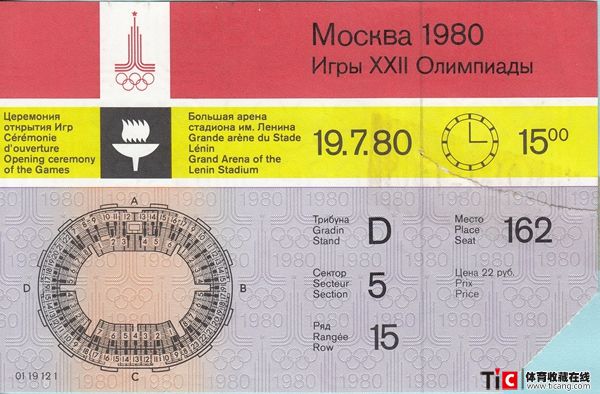 Москва 1980
Игры XXII Олимпиады
Церемония
открытия Игр
Cérémonie
d'ouverture
Opening ceremony
of the Games
Большая арена
стадиона им. Ленина
Grande arène du Stade
Lénin
Grand Arena of the
Lenin Stadium
19.7.80
15 00
A
B
C
D
Трибуна
Gradin
Stand
D
Место
Place
Seat
162
Сектор
Secteur
Section
5
Цена 22 руб.
Prix
Price
Ряд
Rangée
Row
15
01 19 12 1
1980
TiC 体育收藏在线
www.ticang.com